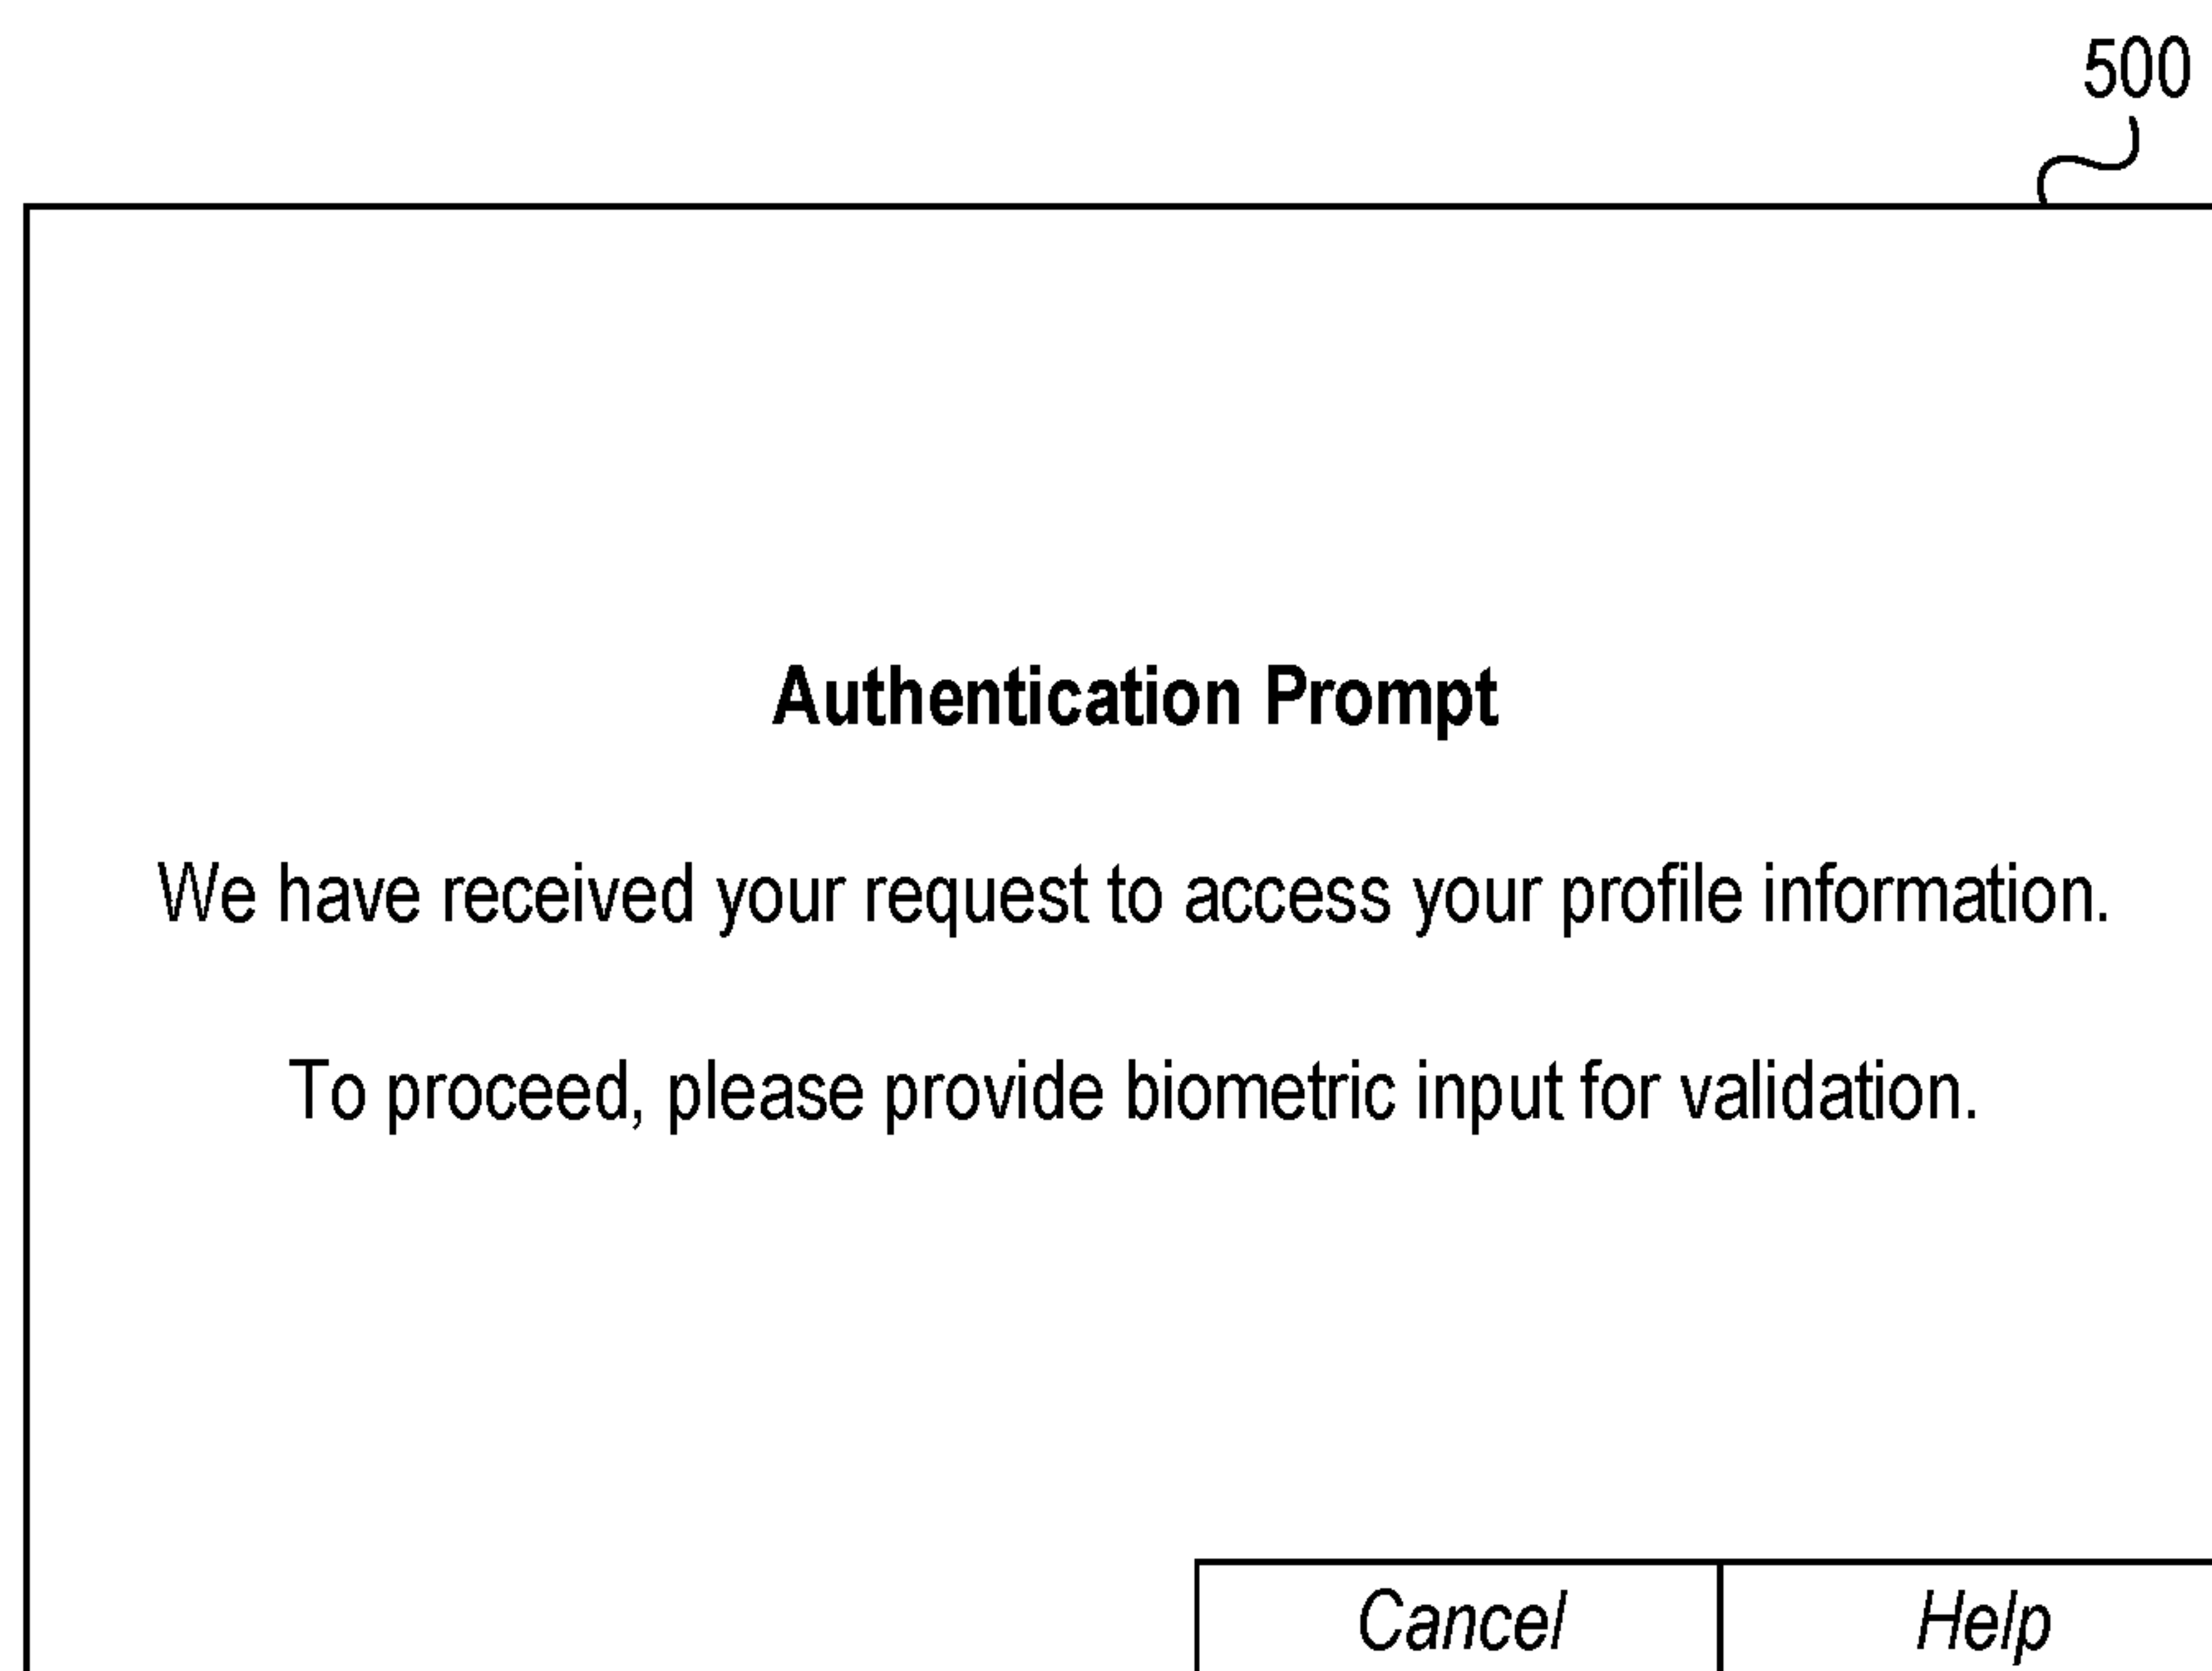 500
Authentication Prompt
We have received your request to access your profile information.
To proceed, please provide biometric input for validation.
Cancel
Help